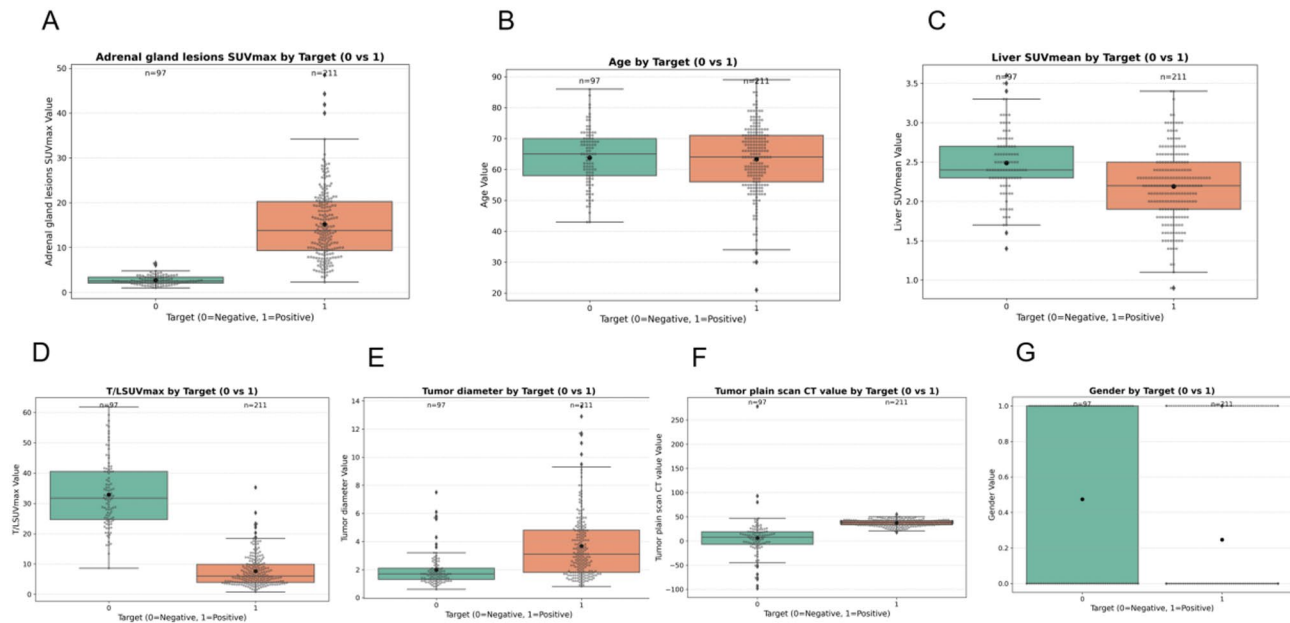 A
Adrenal gland lesions SUVmax by Target (0 vs 1)
n=97
n=211
Adrenal gland lesions SUVmax Value
50
40
30
20
10
0
0
1
Target (0=Negative, 1=Positive)
B
Age by Target (0 vs 1)
n=97
n=211
Age Value
90
80
70
60
50
40
30
20
0
1
Target (0=Negative, 1=Positive)
C
Liver SUVmean by Target (0 vs 1)
n=97
n=211
Liver SUVmean Value
3.5
3.0
2.5
2.0
1.5
1.0
0
1
Target (0=Negative, 1=Positive)
D
T/LSUVmax by Target (0 vs 1)
n=97
n=211
T/LSUVmax Value
60
50
40
30
20
10
0
0
1
Target (0=Negative, 1=Positive)
E
Tumor diameter by Target (0 vs 1)
n=97
n=211
Tumor diameter Value
14
12
10
8
6
4
2
0
0
1
Target (0=Negative, 1=Positive)
F
Tumor plain scan CT value by Target (0 vs 1)
n=97
n=211
Tumor plain scan CT value Value
250
200
150
100
50
0
−50
−100
0
1
Target (0=Negative, 1=Positive)
G
Gender by Target (0 vs 1)
n=97
n=211
Gender Value
1.0
0.8
0.6
0.4
0.2
0.0
0
1
Target (0=Negative, 1=Positive)